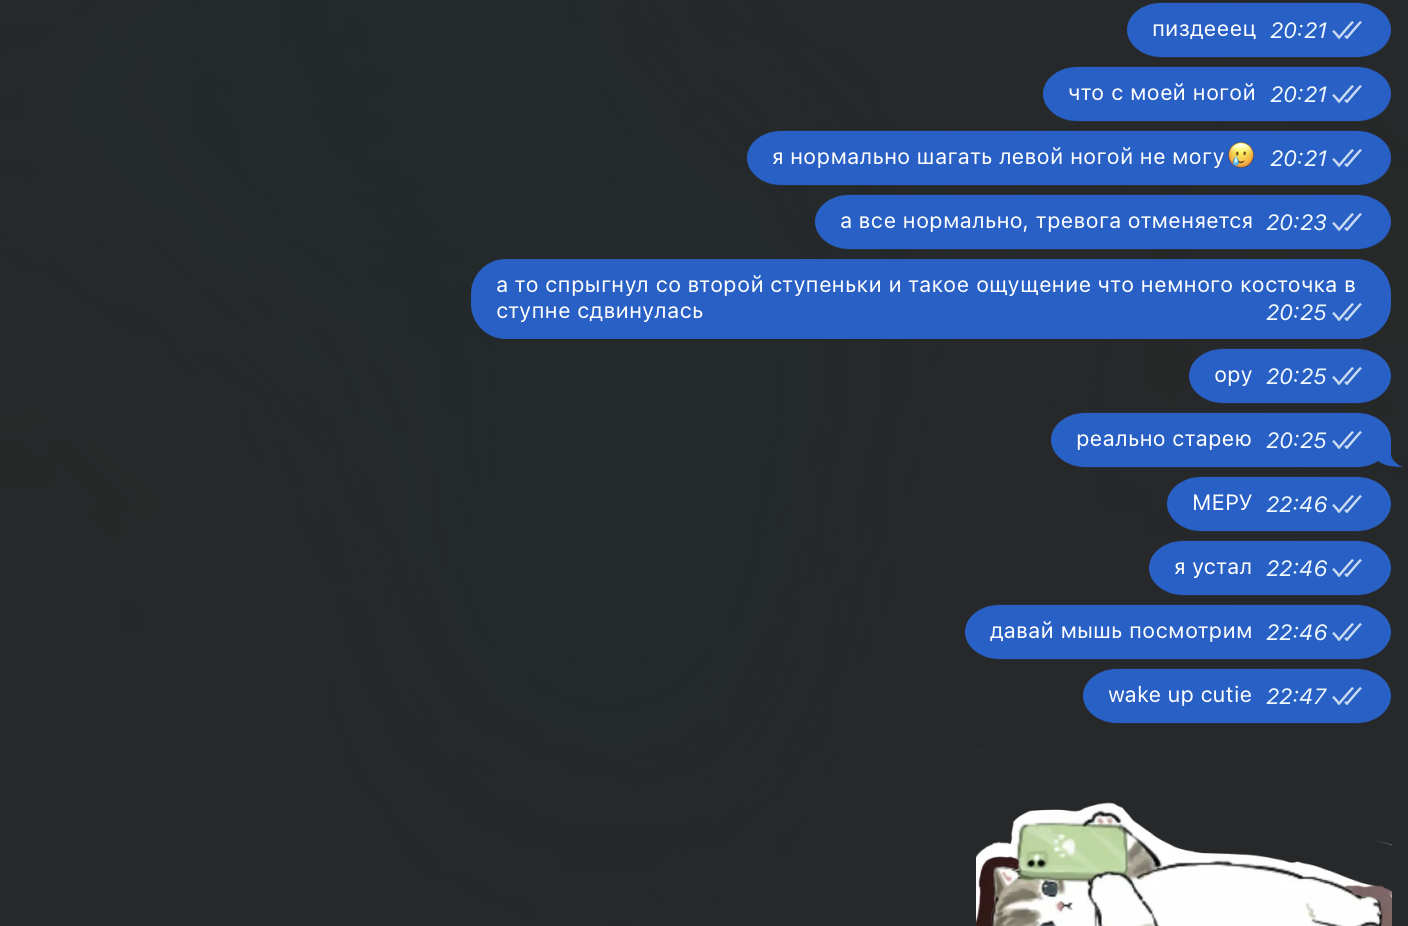 пиздееец 20:21
что с моей ногой 20:21
я нормально шагать левой ногой не могу🥲 20:21
а все нормально, тревога отменяется 20:23
а то спрыгнул со второй ступеньки и такое ощущение что немного косточка в
ступне сдвинулась 20:25
ору 20:25
реально старею 20:25
МЕРУ 22:46
я устал 22:46
давай мышь посмотрим 22:46
wake up cutie 22:47